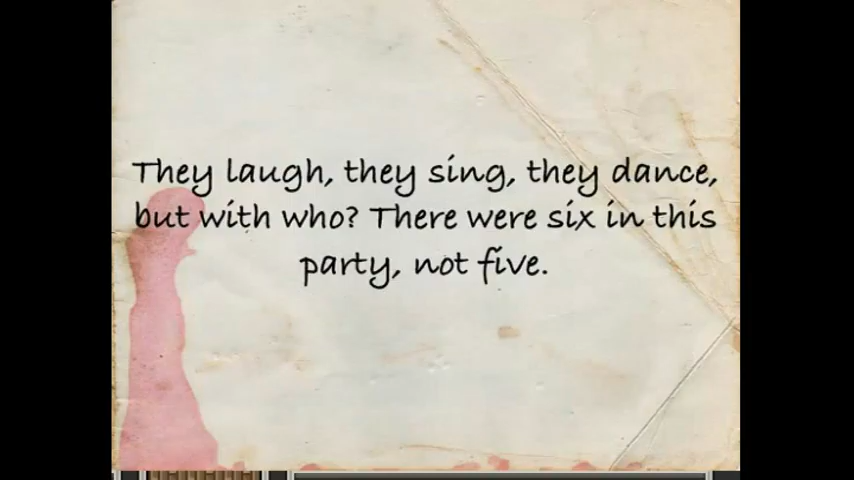 They laugh, they sing, they dance,
but with who? There were six in this
party, not five.